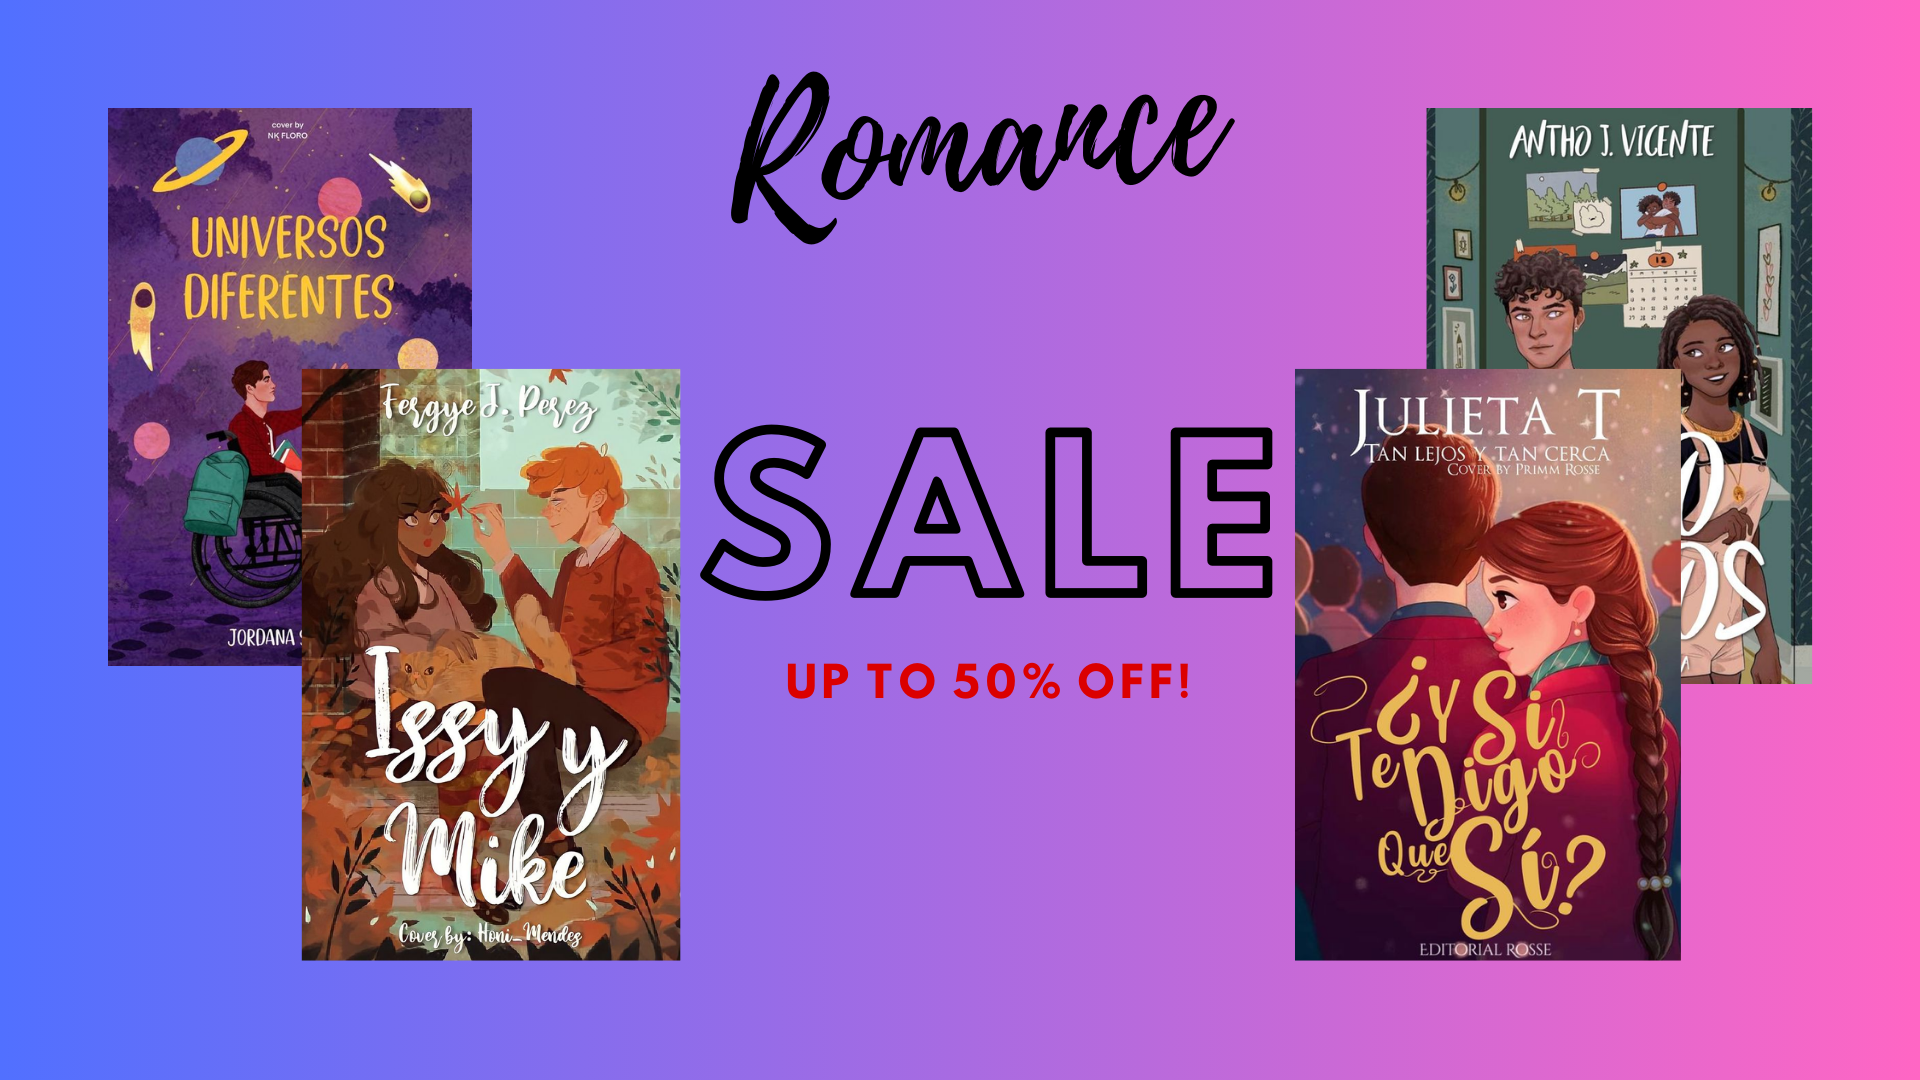 Romance
SALE
UP TO 50% OFF!
cover by
NK FLORO
UNIVERSOS
DIFERENTES
JORDANA
Fergye J. Perez
Issy y
Mike
Cover by: Honi_Mendes
ANTHO J. VICENTE
12
JULIETA T
TAN LEJOS Y TAN CERCA
COVER BY PRIMM ROSSE
¿Y Si
Te Digo
Que Sí?
EDITORIAL ROSSE